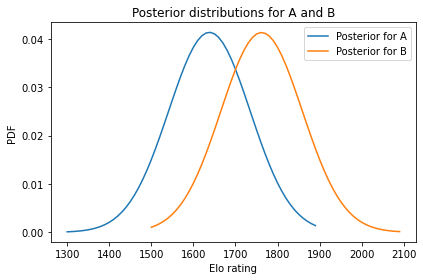 Posterior distributions for A and B
Posterior for A
Posterior for B
PDF
0.04
0.03
0.02
0.01
0.00
1300 1400 1500 1600 1700 1800 1900 2000 2100
Elo rating